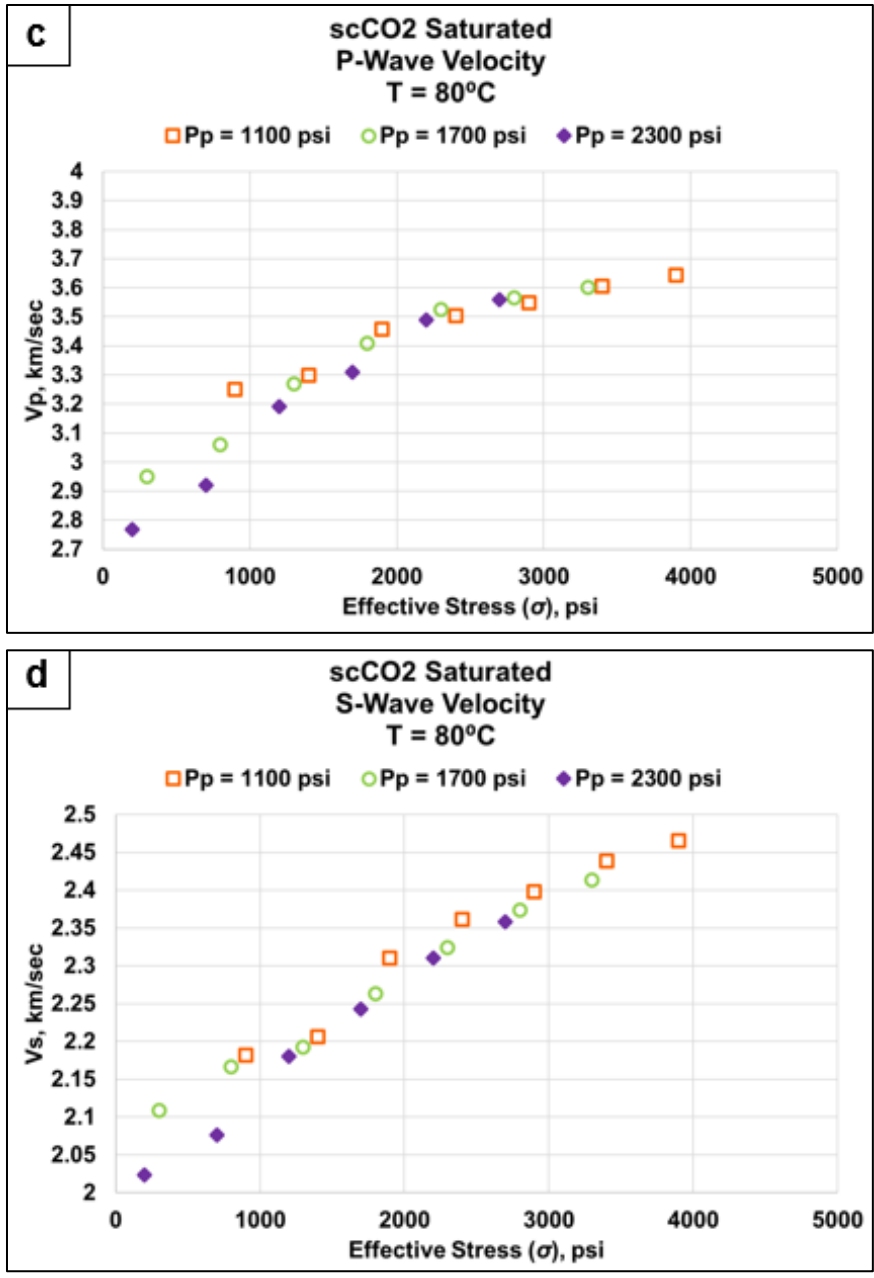 c
scCO2 Saturated
P-Wave Velocity
T = 80ºC
Pp = 1100 psi Pp = 1700 psi Pp = 2300 psi
4
3.9
3.8
3.7
3.6
3.5
3.4
3.3
3.2
3.1
3
2.9
2.8
2.7
Vp, km/sec
0 1000 2000 3000 4000 5000
Effective Stress (σ), psi
d
scCO2 Saturated
S-Wave Velocity
T = 80ºC
Pp = 1100 psi Pp = 1700 psi Pp = 2300 psi
2.5
2.45
2.4
2.35
2.3
2.25
2.2
2.15
2.1
2.05
2
Vs, km/sec
0 1000 2000 3000 4000 5000
Effective Stress (σ), psi